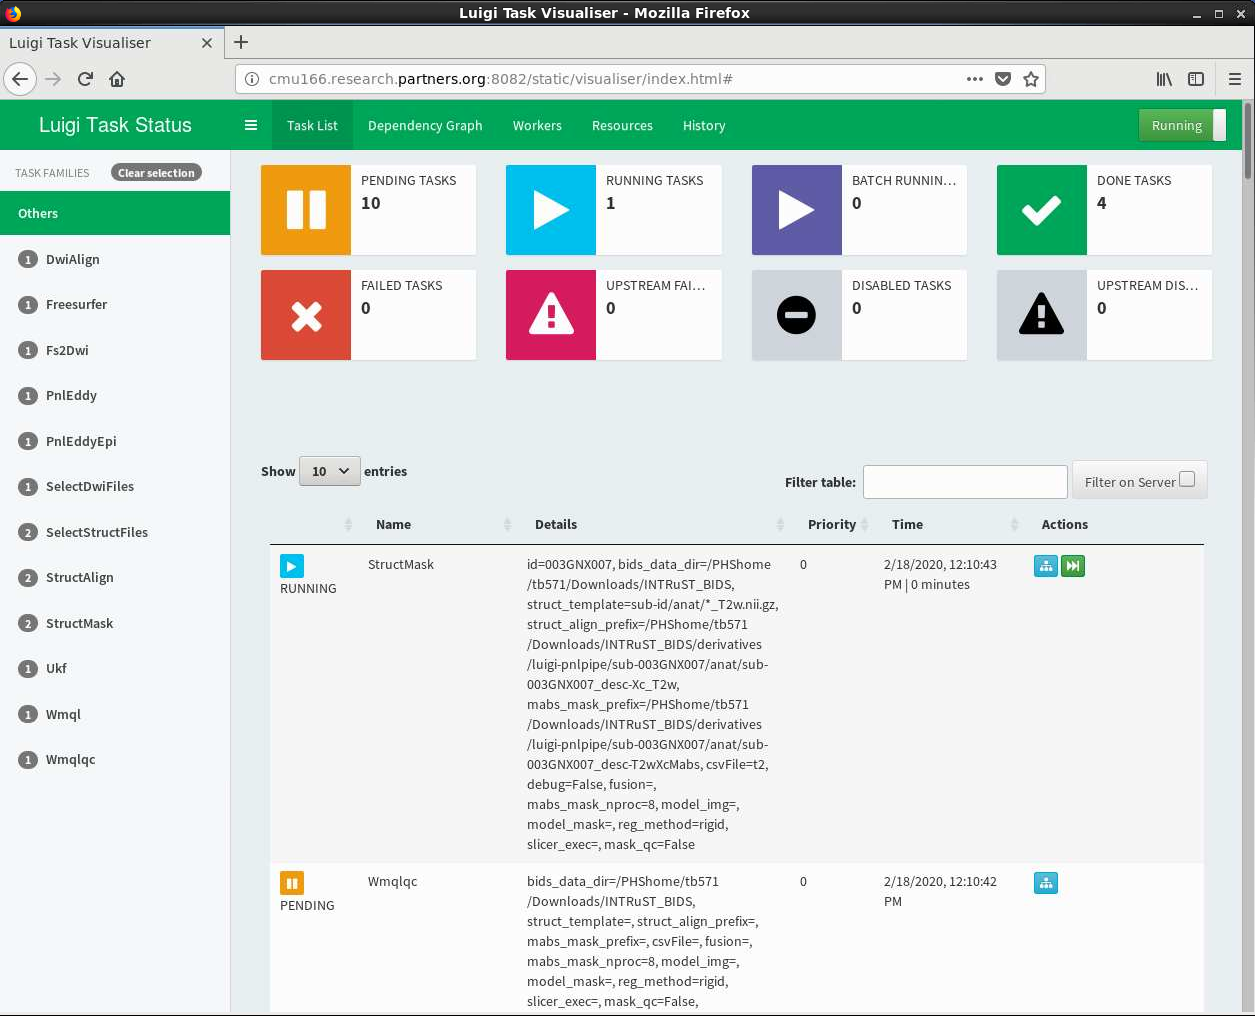 Luigi Task Visualiser - Mozilla Firefox
Luigi Task Visualiser
cmu166.research.partners.org:8082/static/visualiser/index.html#
Luigi Task Status
Task List
Dependency Graph
Workers
Resources
History
Running
TASK FAMILIES
Clear selection
Others
1 DwiAlign
1 Freesurfer
1 Fs2Dwi
1 PnlEddy
1 PnlEddyEpi
1 SelectDwiFiles
2 SelectStructFiles
2 StructAlign
2 StructMask
1 Ukf
1 Wmql
1 Wmqlqc
PENDING TASKS
10
RUNNING TASKS
1
BATCH RUNNIN...
0
DONE TASKS
4
FAILED TASKS
0
UPSTREAM FAI...
0
DISABLED TASKS
0
UPSTREAM DIS...
0
Show 10 entries
Filter table:
Filter on Server
Name Details Priority Time Actions
RUNNING
StructMask
id=003GNX007, bids_data_dir=/PHShome
/tb571/Downloads/INTRuST_BIDS,
struct_template=sub-id/anat/*_T2w.nii.gz,
struct_align_prefix=/PHShome/tb571
/Downloads/INTRuST_BIDS/derivatives
/luigi-pnlpipe/sub-003GNX007/anat/sub-
003GNX007_desc-Xc_T2w,
mabs_mask_prefix=/PHShome/tb571
/Downloads/INTRuST_BIDS/derivatives
/luigi-pnlpipe/sub-003GNX007/anat/sub-
003GNX007_desc-T2wXcMabs, csvFile=t2,
debug=False, fusion=,
mabs_mask_nproc=8, model_img=,
model_mask=, reg_method=rigid,
slicer_exec=, mask_qc=False
0
2/18/2020, 12:10:43
PM | 0 minutes
PENDING
Wmqlqc
bids_data_dir=/PHShome/tb571
/Downloads/INTRuST_BIDS,
struct_template=, struct_align_prefix=,
mabs_mask_prefix=, csvFile=, fusion=,
mabs_mask_nproc=8, model_img=,
model_mask=, reg_method=rigid,
slicer_exec=, mask_qc=False,
0
2/18/2020, 12:10:42
PM